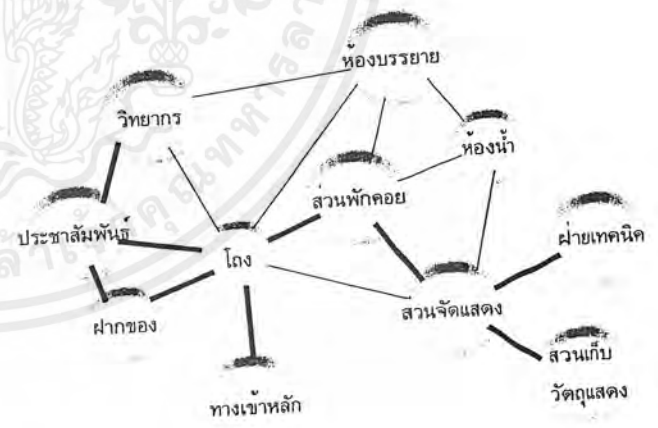 ห้องบรรยาย
วิทยากร
ห้องน้ำ
ส่วนพักคอย
ประชาสัมพันธ์
โถง
ฝ่ายเทคนิค
ส่วนจัดแสดง
ฝากของ
ส่วนเก็บ
วัตถุแสดง
ทางเข้าหลัก